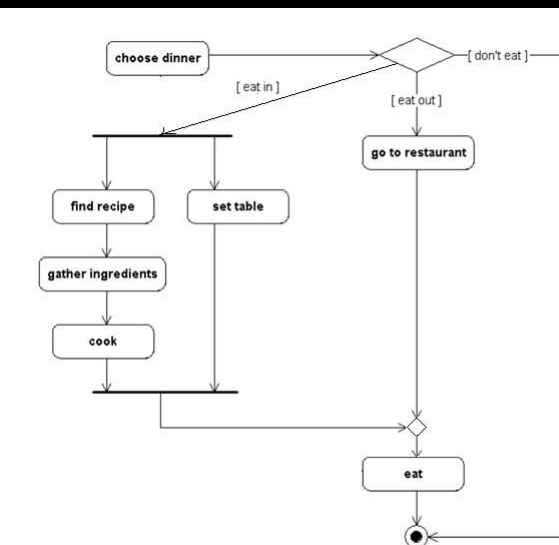 choose dinner
[ don't eat ]
[ eat in ]
[ eat out ]
go to restaurant
find recipe
set table
gather ingredients
cook
eat